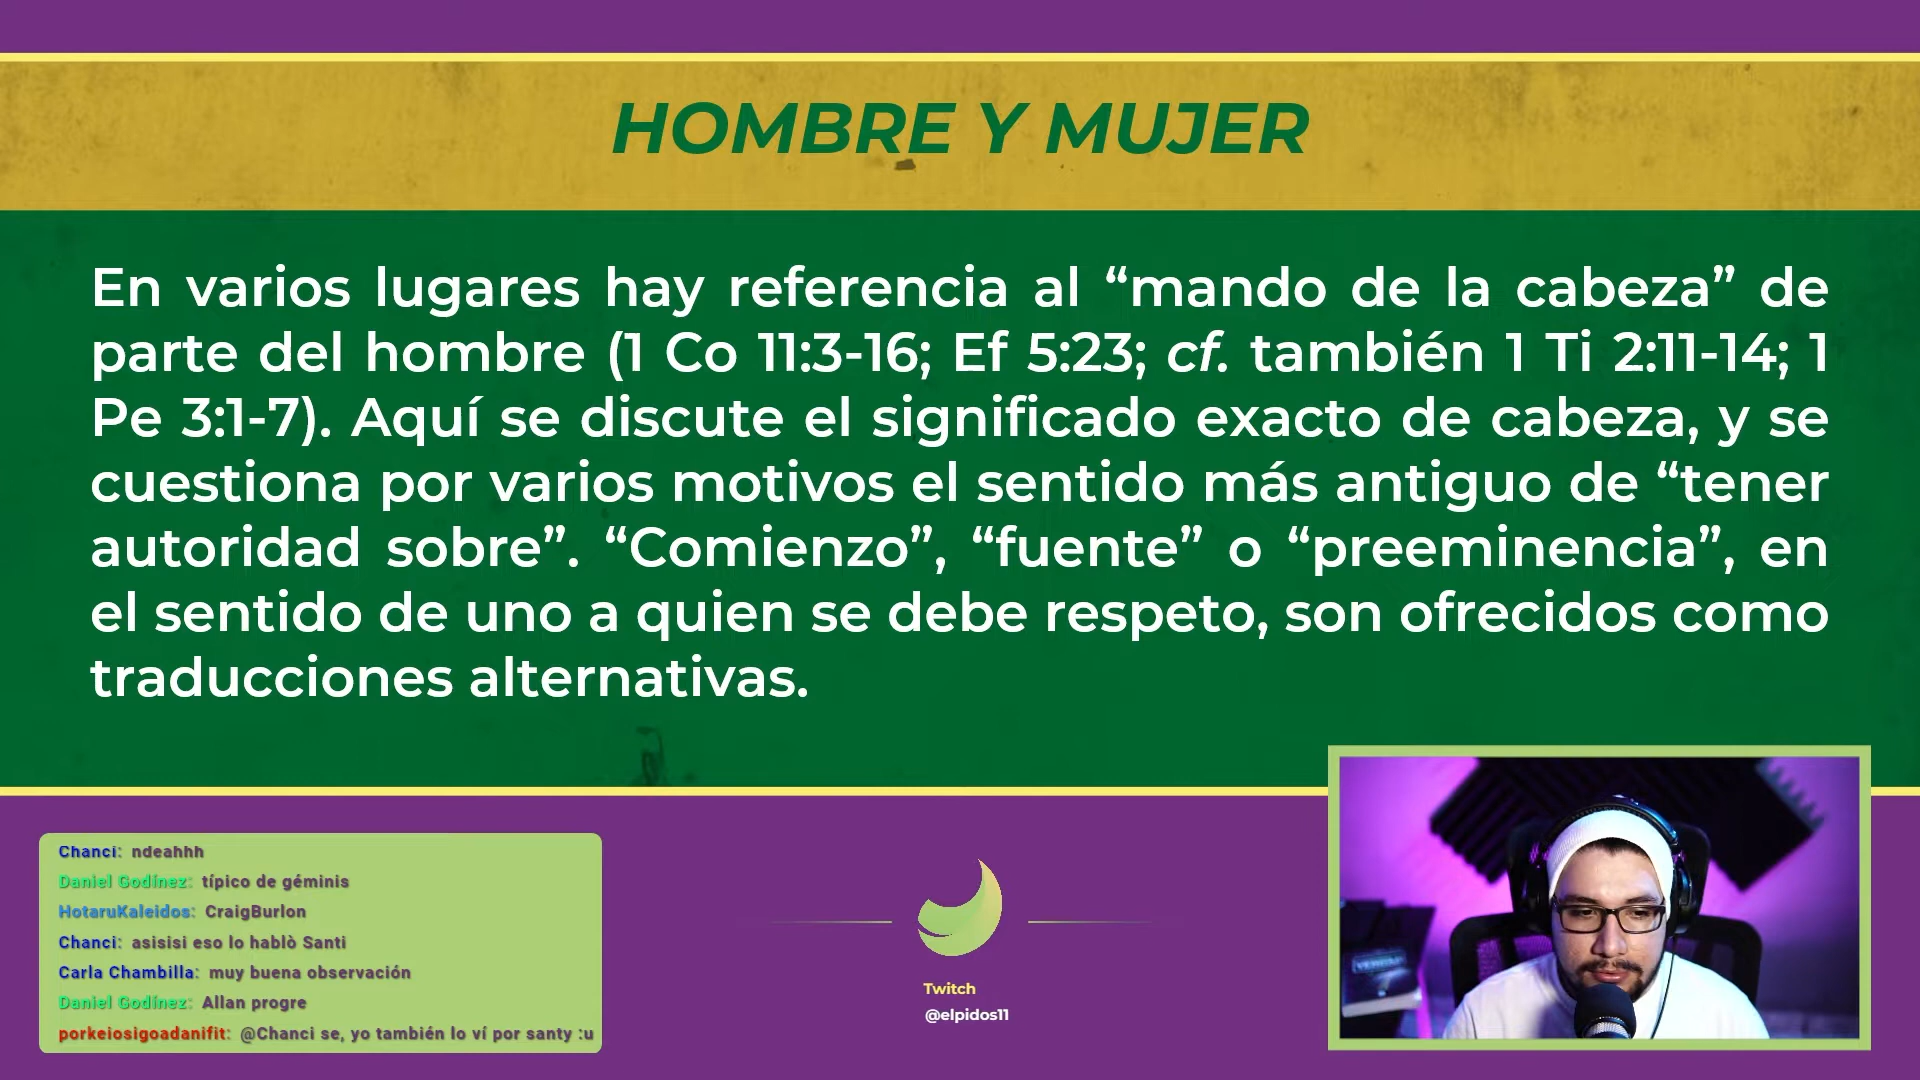 HOMBRE Y MUJER
En varios lugares hay referencia al “mando de la cabeza” de
parte del hombre (1 Co 11:3-16; Ef 5:23; cf. también 1 Ti 2:11-14; 1
Pe 3:1-7). Aquí se discute el significado exacto de cabeza, y se
cuestiona por varios motivos el sentido más antiguo de “tener
autoridad sobre”. “Comienzo”, “fuente” o “preeminencia”, en
el sentido de uno a quien se debe respeto, son ofrecidos como
traducciones alternativas.
Chanci: ndeahhh
Daniel Godínez: típico de géminis
HotaruKaleidos: CraigBurlon
Chanci: asisisi eso lo hablò Santi
Carla Chambilla: muy buena observación
Daniel Godínez: Allan progre
porkeiosigoadanifit: @Chanci se, yo también lo ví por santy :u
Twitch
@elpidos11